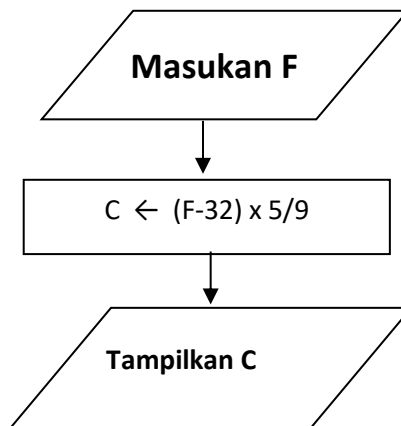 Masukan F
C ← (F-32) x 5/9
Tampilkan C